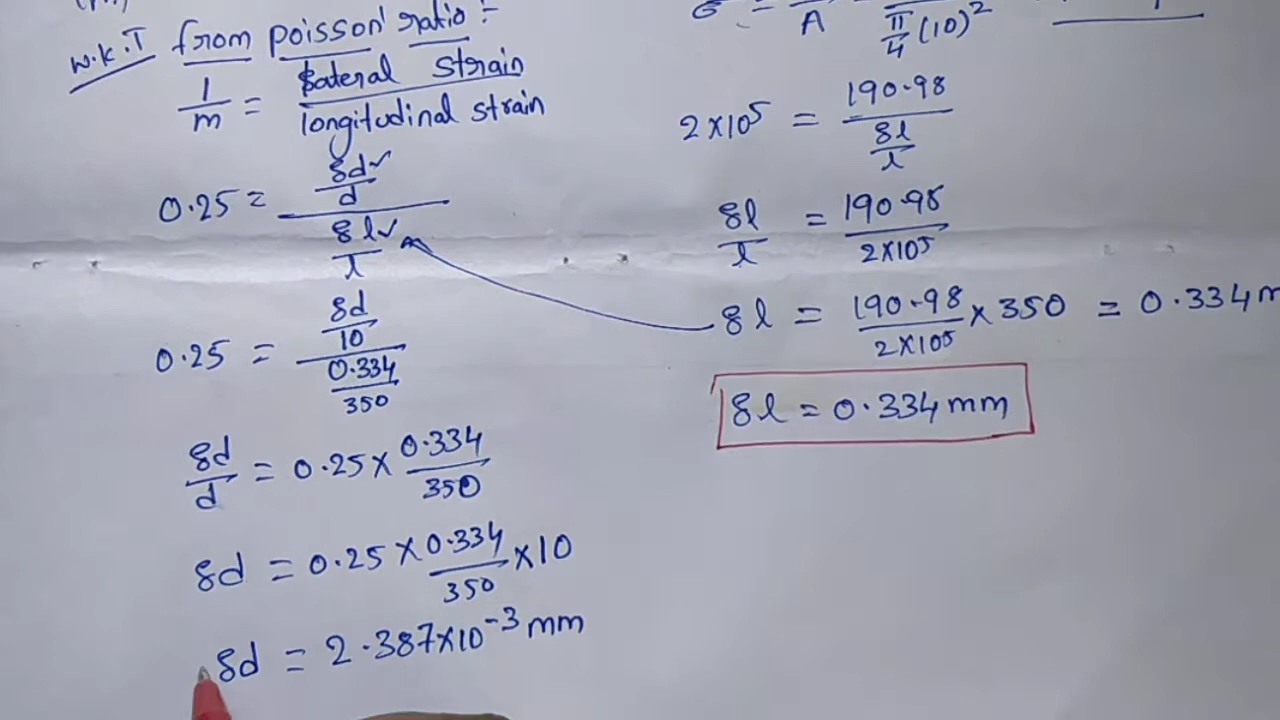 (m)
W.K.T from poisson' ratio :-
1/m = lateral strain / longitudinal strain
0.25 = (δd/d) / (δl/l)
0.25 = (δd/10) / (0.334/350)
δd/d = 0.25 × 0.334/350
δd = 0.25 × 0.334/350 × 10
δd = 2.387×10⁻³ mm
σ = /A = / π/4 (10)²
2×10⁵ = 190.98 / (δl/l)
δl/l = 190.98 / 2×10⁵
δl = 190.98 / 2×10⁵ × 350 = 0.334m
δl = 0.334 mm